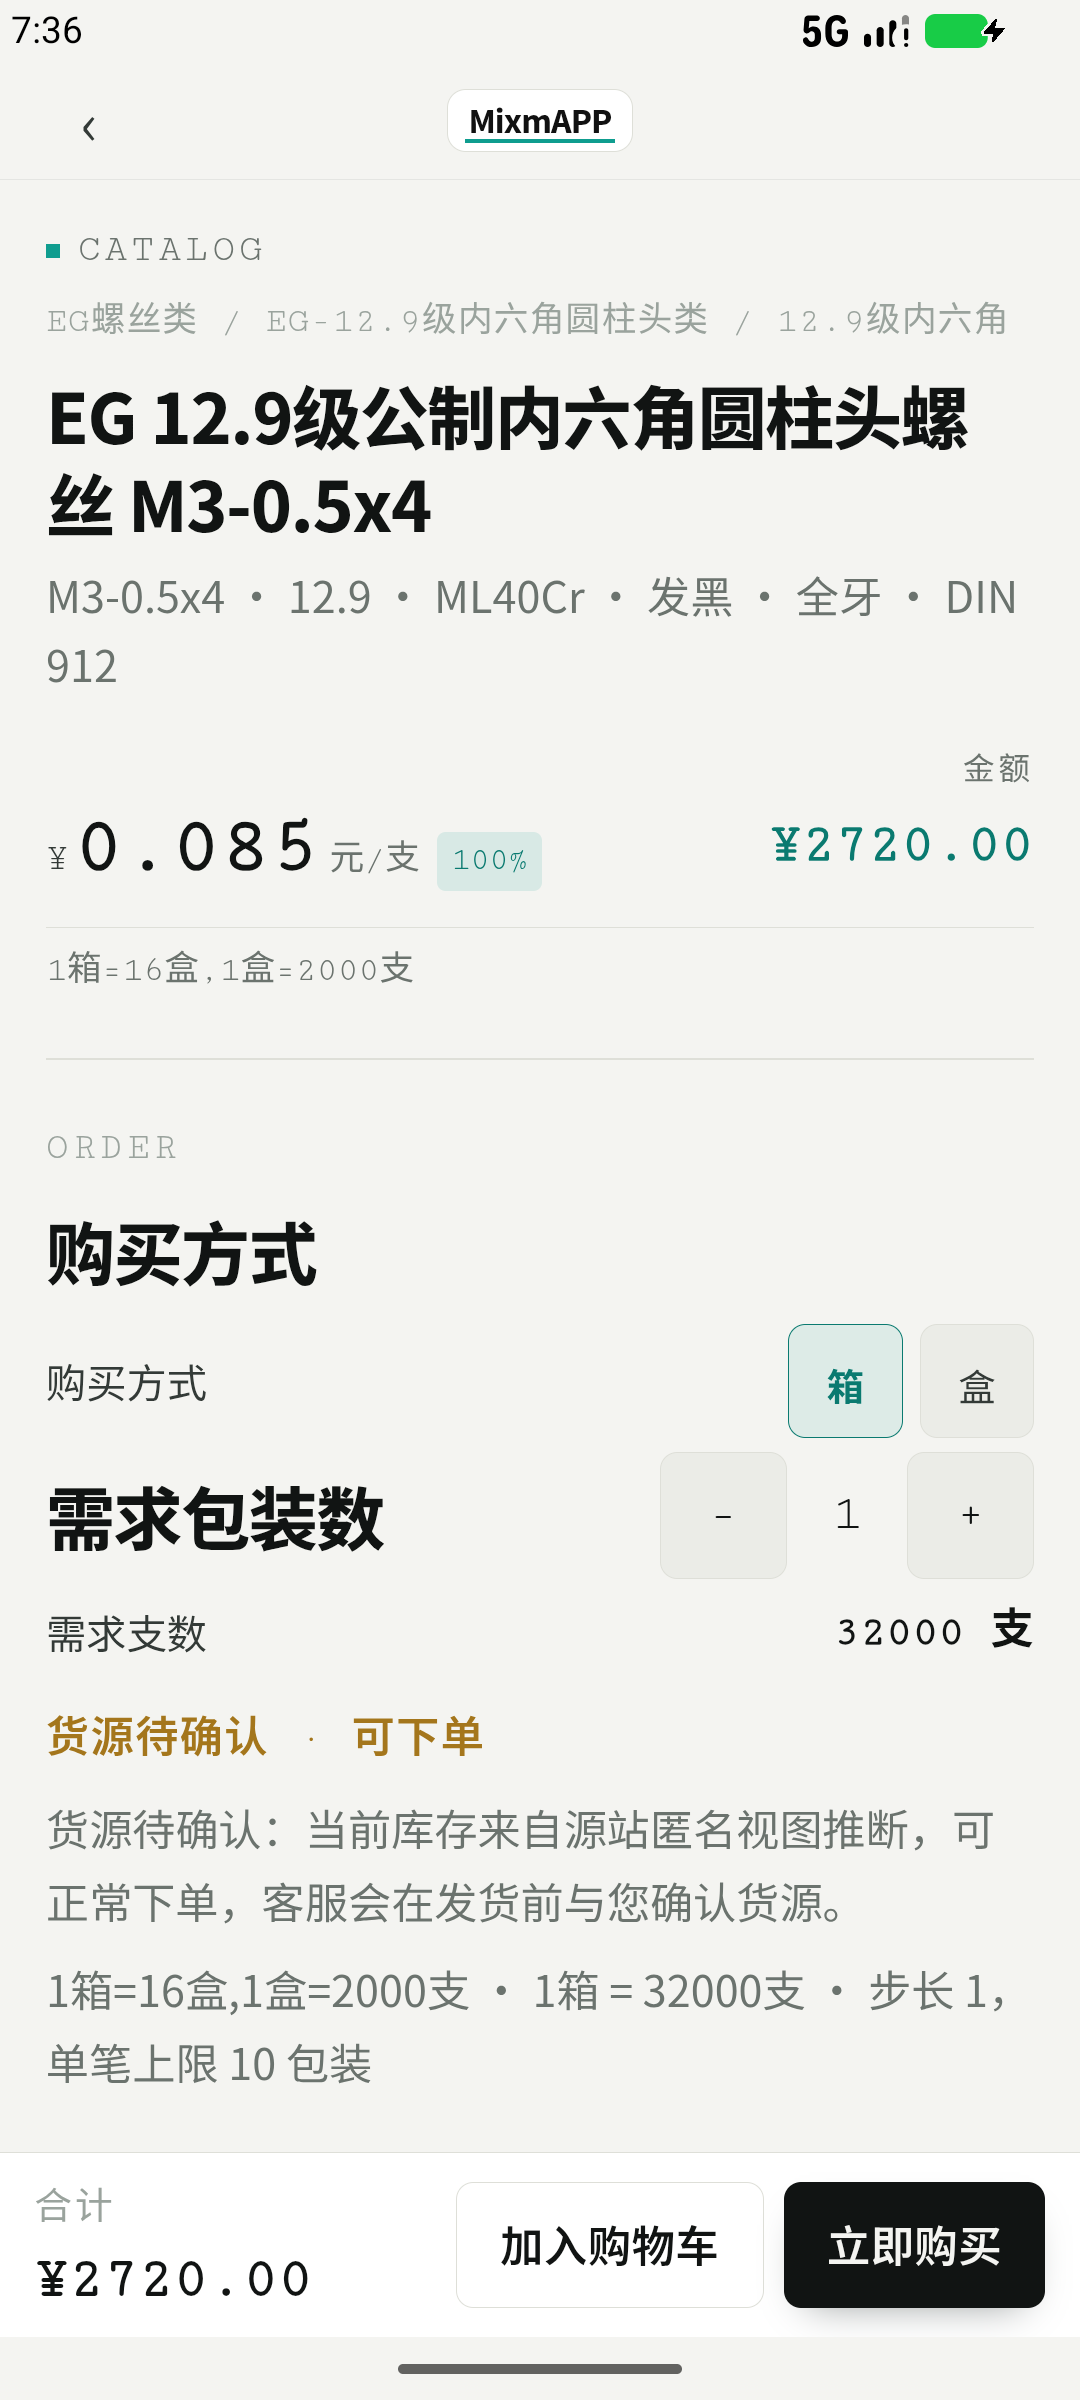 7:36
5G
‹
MixmAPP
CATALOG
EG螺丝类 / EG-12.9级内六角圆柱头类 / 12.9级内六角
EG 12.9级公制内六角圆柱头螺
丝 M3-0.5x4
M3-0.5x4 • 12.9 • ML40Cr • 发黑 • 全牙 • DIN
912
金额
¥ 0.085 元/支 100% ¥2720.00
1箱=16盒,1盒=2000支
ORDER
购买方式
购买方式 箱 盒
需求包装数 - 1 +
需求支数 32000 支
货源待确认 · 可下单
货源待确认：当前库存来自源站匿名视图推断，可
正常下单，客服会在发货前与您确认货源。
1箱=16盒,1盒=2000支 • 1箱 = 32000支 • 步长 1，
单笔上限 10 包装
合计
¥2720.00
加入购物车
立即购买